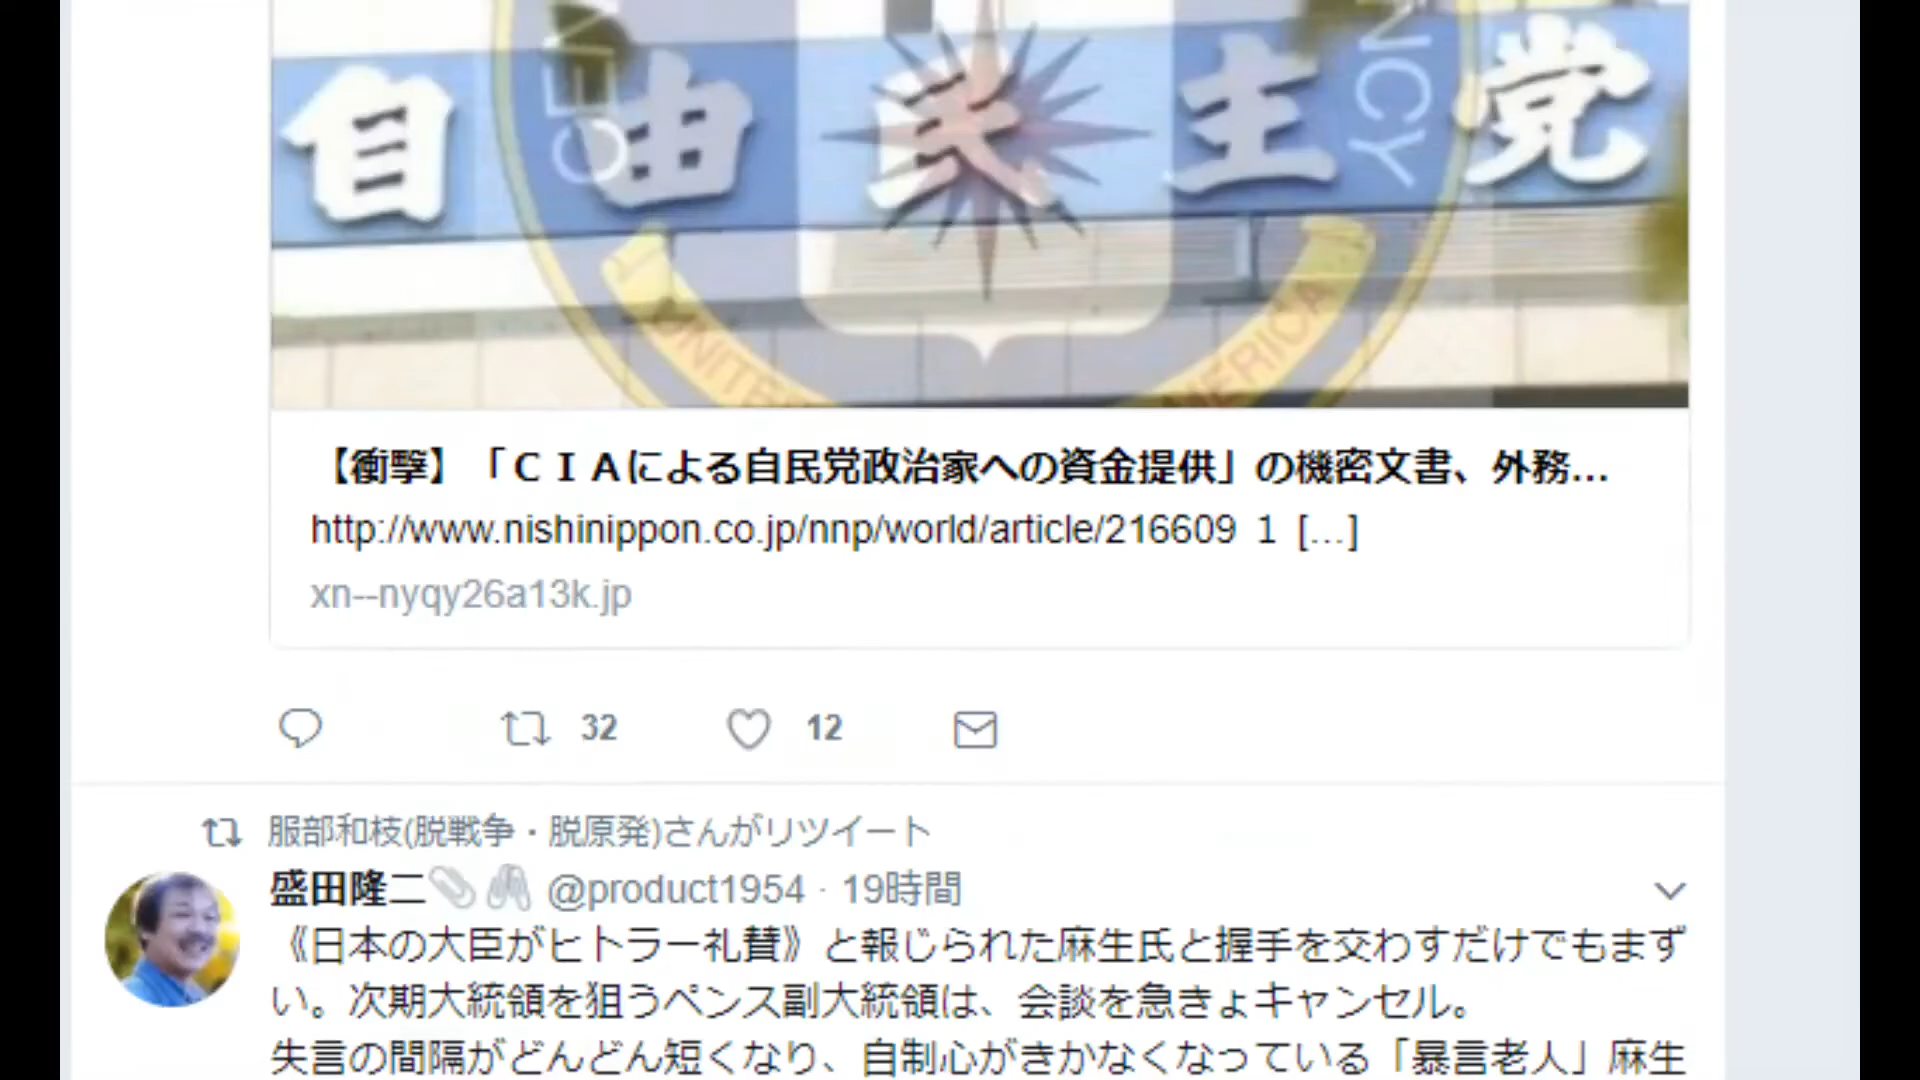 自由民主党
CEN
NCY
UNITE
MERICA
【衝撃】「ＣＩＡによる自民党政治家への資金提供」の機密文書、外務...
http://www.nishinippon.co.jp/nnp/world/article/216609 1 [...]
xn--nyqy26a13k.jp
32 12
服部和枝(脱戦争・脱原発)さんがリツイート
盛田隆二 @product1954 · 19時間
《日本の大臣がヒトラー礼賛》と報じられた麻生氏と握手を交わすだけでもまず
い。次期大統領を狙うペンス副大統領は、会談を急きょキャンセル。
失言の間隔がどんどん短くなり、自制心がきかなくなっている「暴言老人」麻生